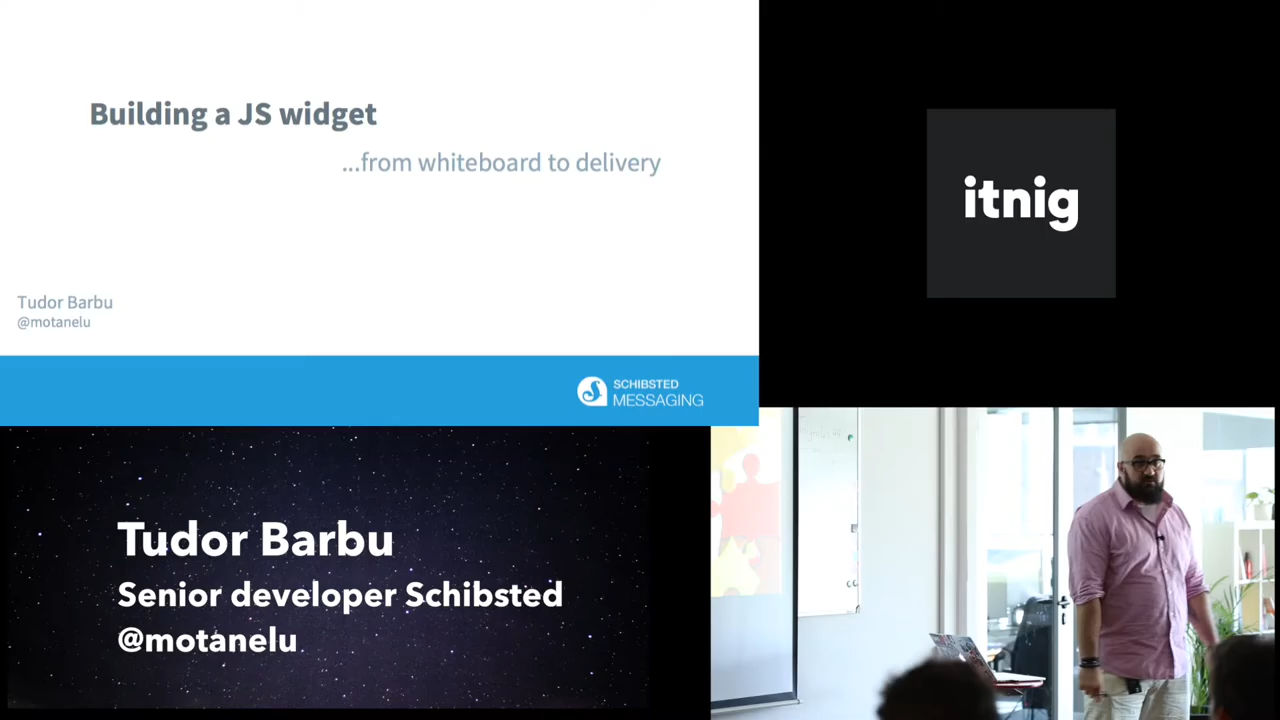 Building a JS widget
...from whiteboard to delivery
Tudor Barbu
@motanelu
SCHIBSTED
MESSAGING
itnig
Tudor Barbu
Senior developer Schibsted
@motanelu